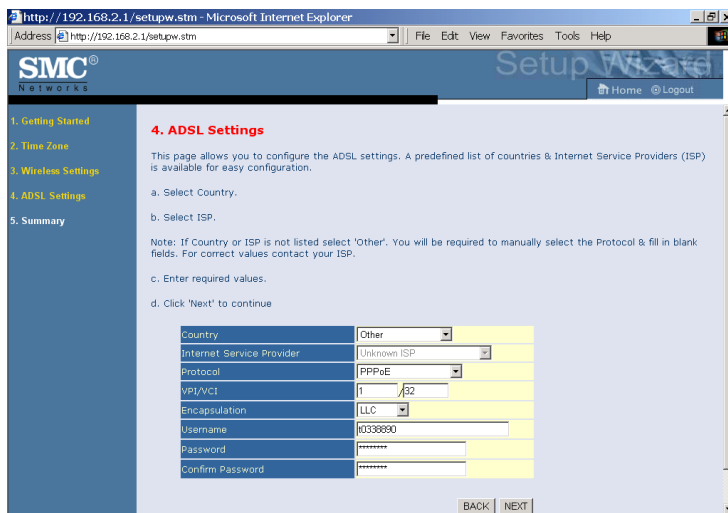 http://192.168.2.1/setupw.stm - Microsoft Internet Explorer
Address http://192.168.2.1/setupw.stm File Edit View Favorites Tools Help
SMC®
Networks
Setup Wizard
Home Logout
1. Getting Started
2. Time Zone
3. Wireless Settings
4. ADSL Settings
5. Summary
4. ADSL Settings
This page allows you to configure the ADSL settings. A predefined list of countries & Internet Service Providers (ISP)
is available for easy configuration.
a. Select Country.
b. Select ISP.
Note: If Country or ISP is not listed select 'Other'. You will be required to manually select the Protocol & fill in blank
fields. For correct values contact your ISP.
c. Enter required values.
d. Click 'Next' to continue
Country Other
Internet Service Provider Unknown ISP
Protocol PPPoE
VPI/VCI 1 /32
Encapsulation LLC
Username t0338890
Password ********
Confirm Password ********
BACK NEXT